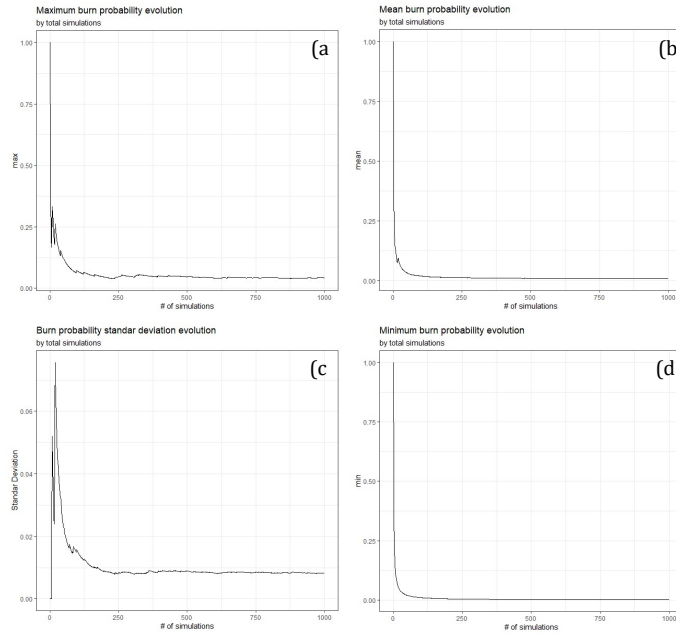 Maximum burn probability evolution
by total simulations
(a
1.00
0.75
0.50
0.25
0.00
max
0
250
500
750
1000
# of simulations
Mean burn probability evolution
by total simulations
(b
1.00
0.75
0.50
0.25
0.00
mean
0
250
500
750
1000
# of simulations
Burn probability standar deviation evolution
by total simulations
(c
0.06
0.04
0.02
0.00
Standar Deviation
0
250
500
750
1000
# of simulations
Minimum burn probability evolution
by total simulations
(d
1.00
0.75
0.50
0.25
0.00
min
0
250
500
750
1000
# of simulations